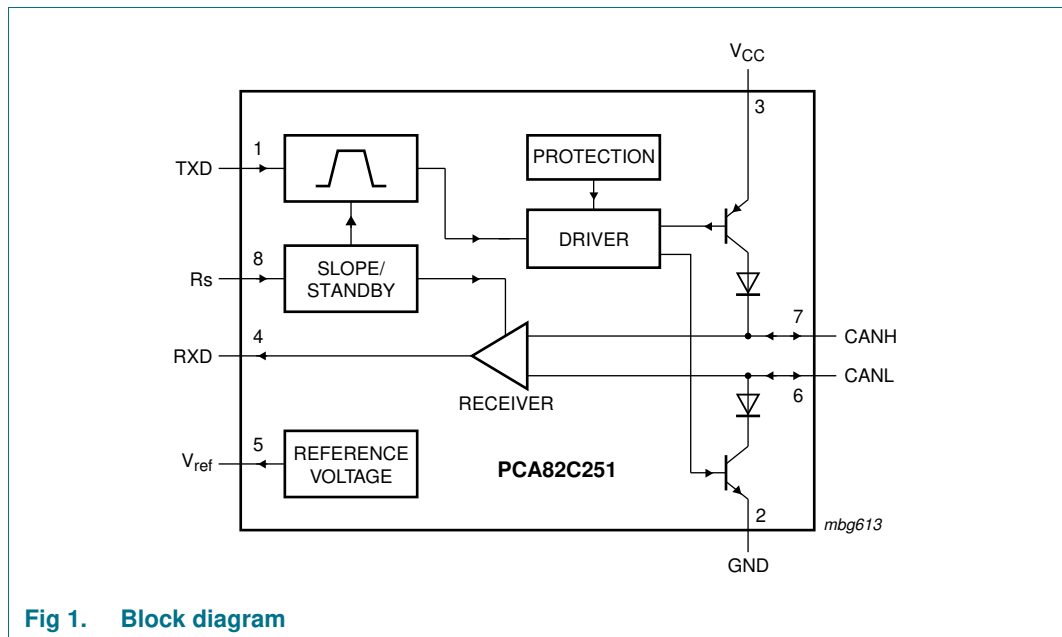 VCC
3
1
TXD
PROTECTION
DRIVER
8
Rs
SLOPE/
STANDBY
7
CANH
4
RXD
CANL
6
RECEIVER
5
Vref
REFERENCE
VOLTAGE
PCA82C251
2
mbg613
GND
Fig 1. Block diagram